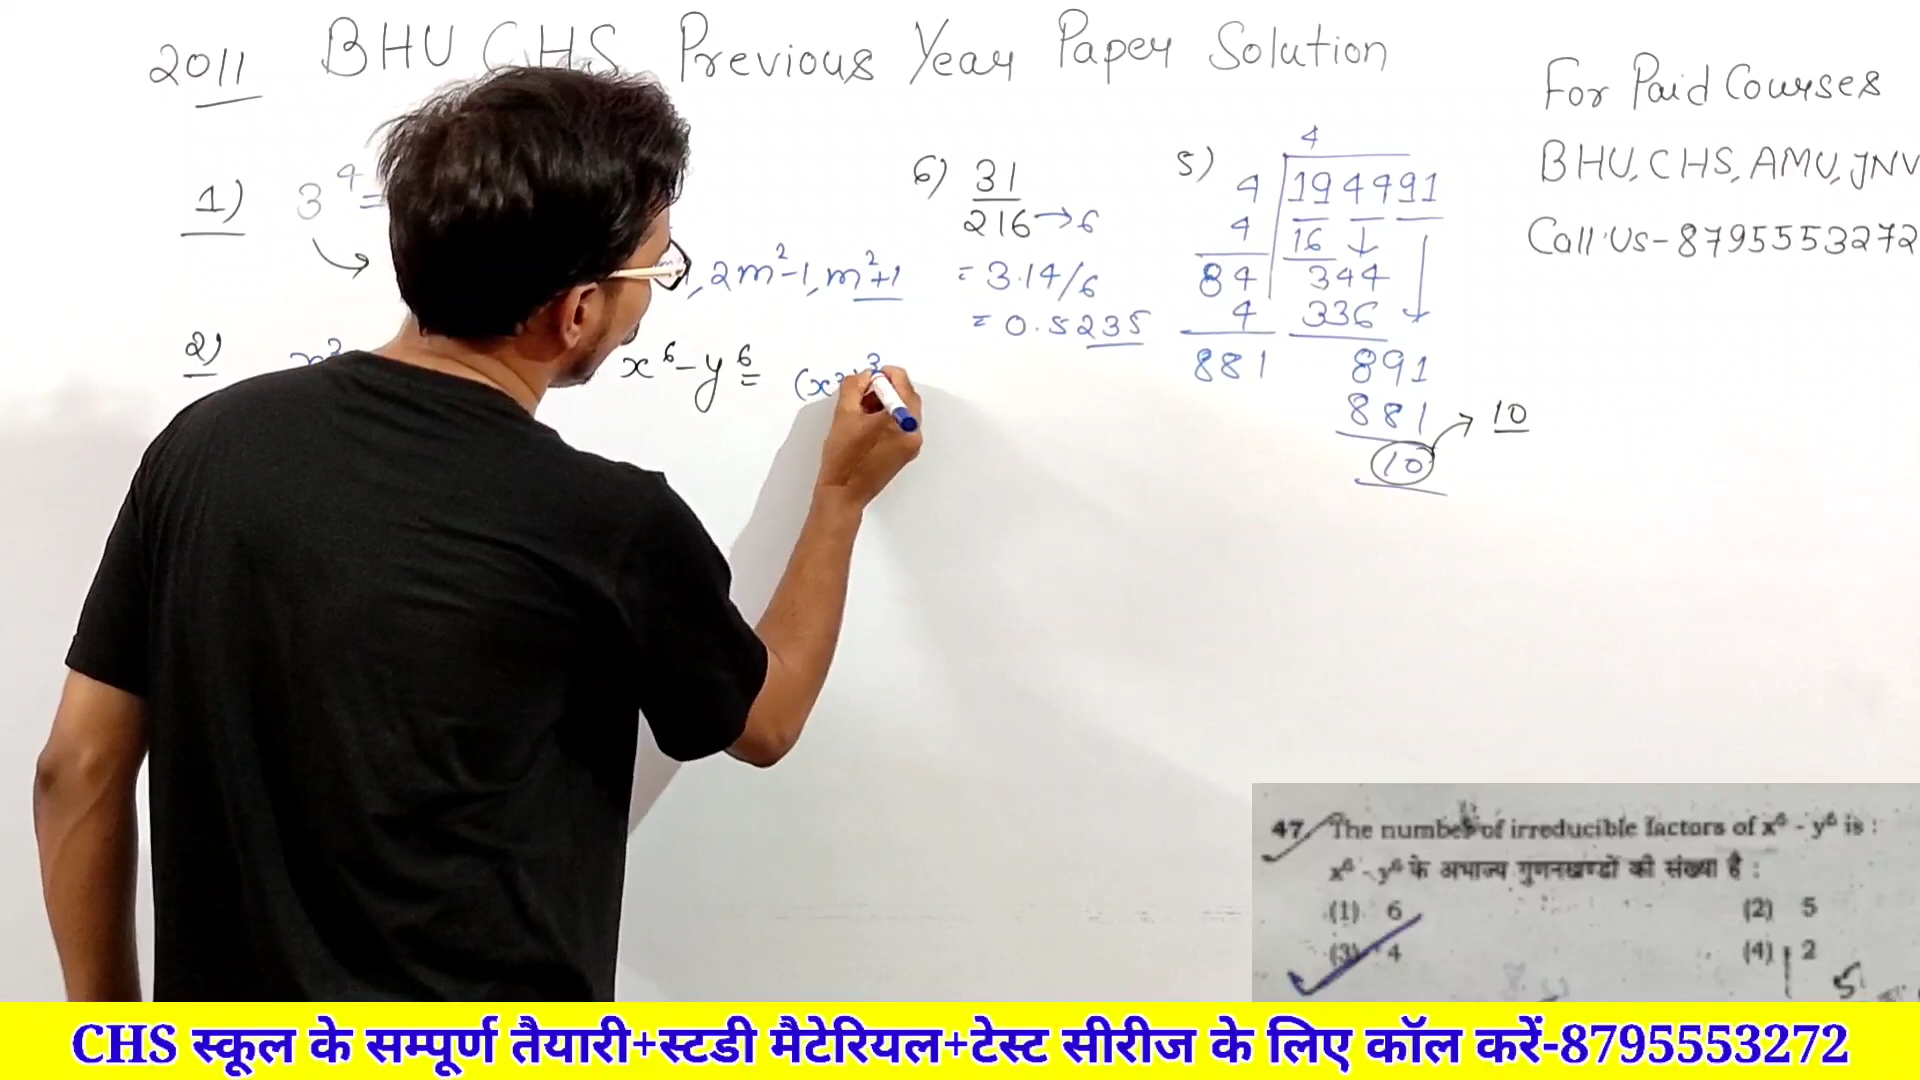 2011 BHU CHS Previous Year Paper Solution
For Paid Courses
BHU, CHS, AMU, JNV
Call Us-8795553272
1) 3⁴=
, 2m²-1, m²+1
2)
x⁶-y⁶=
6) 31
216→6
= 3.14/6
= 0.5235
5) 4
4 194491
4 16
84 344
4 336
881 891
881 → 10
10
47. The number of irreducible factors of x⁶ - y⁶ is :
x⁶ - y⁶ के अभाज्य गुणनखण्डों की संख्या है :
(1) 6 (2) 5
(3) 4 (4) 2
5
CHS स्कूल के सम्पूर्ण तैयारी+स्टडी मैटेरियल+टेस्ट सीरीज के लिए कॉल करें-8795553272